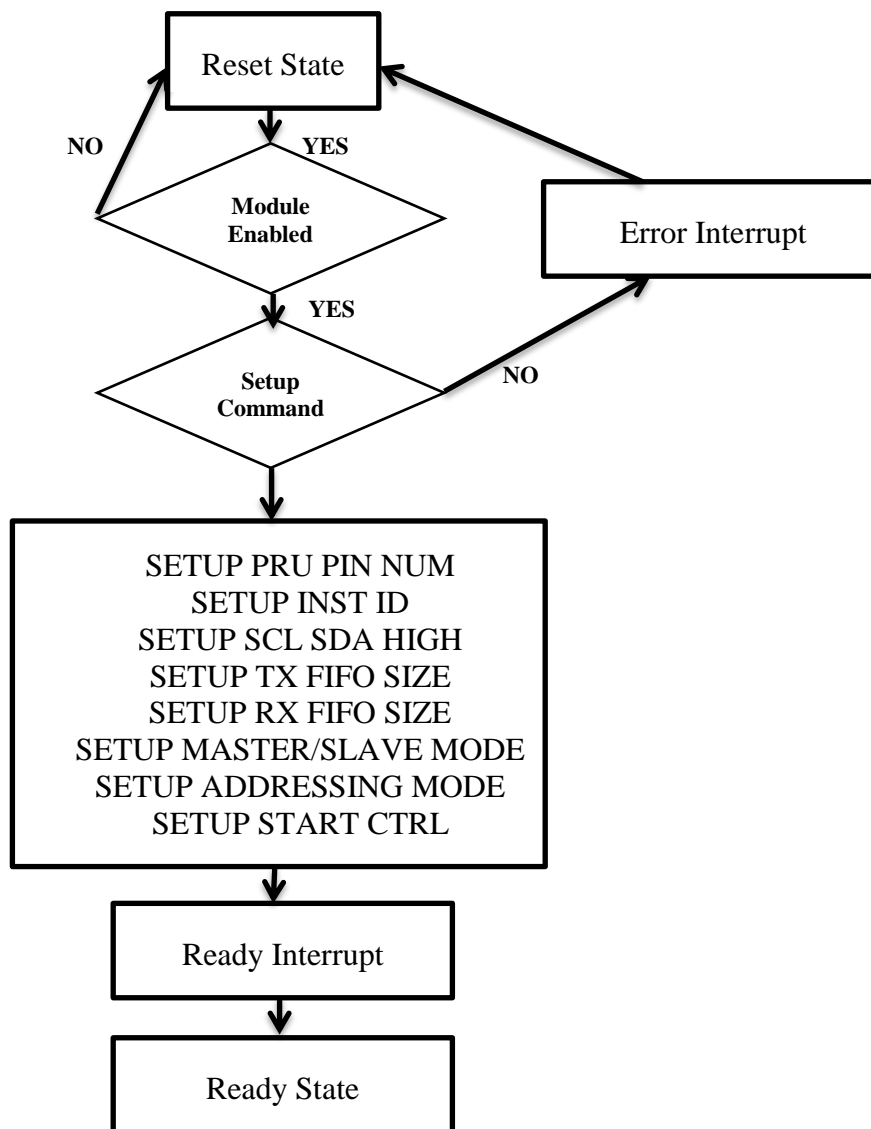 Reset State
NO
YES
Module
Enabled
Error Interrupt
YES
Setup
Command
NO
SETUP PRU PIN NUM
SETUP INST ID
SETUP SCL SDA HIGH
SETUP TX FIFO SIZE
SETUP RX FIFO SIZE
SETUP MASTER/SLAVE MODE
SETUP ADDRESSING MODE
SETUP START CTRL
Ready Interrupt
Ready State